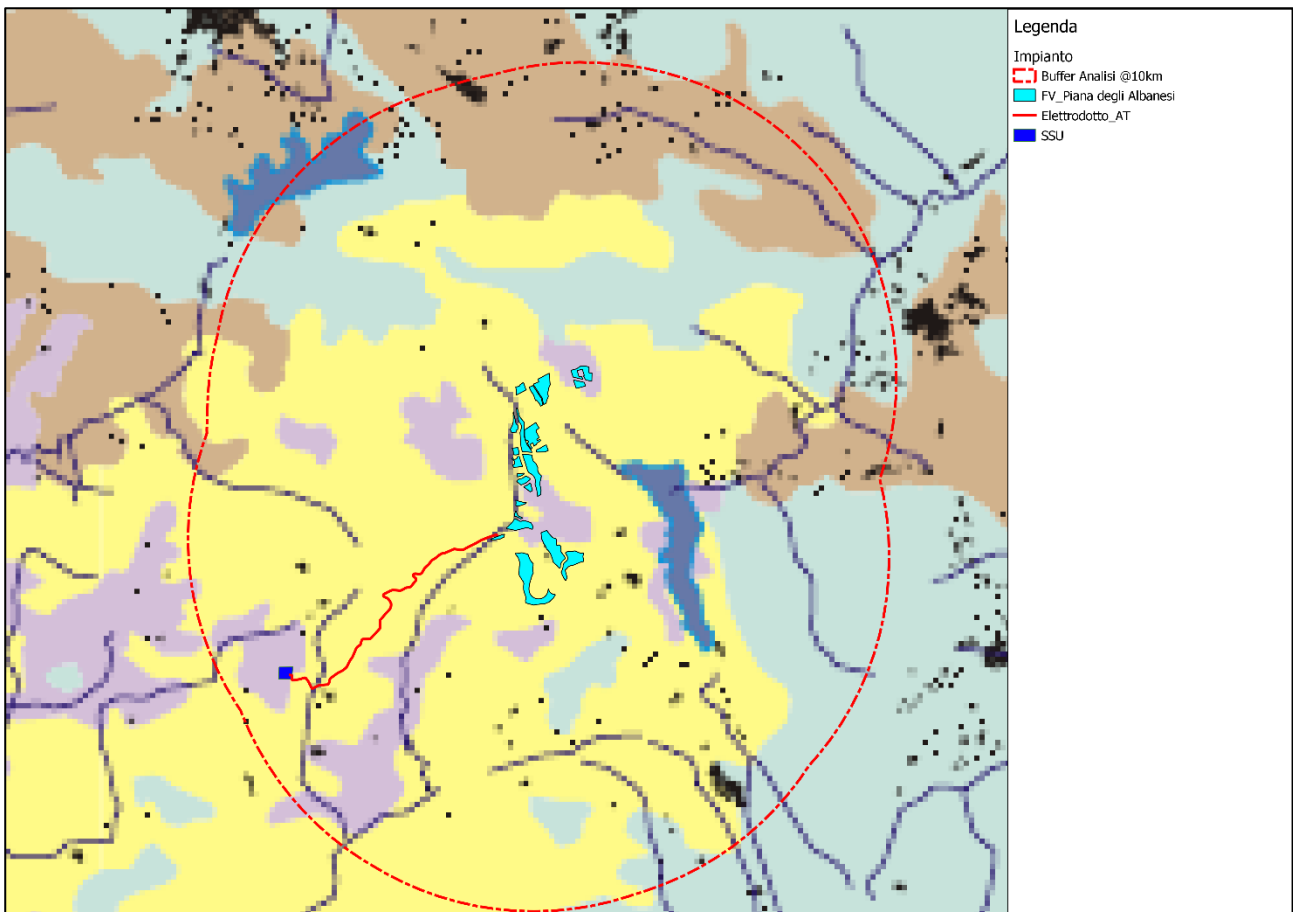 Legenda
Impianto
Buffer Analisi @10km
FV_Piana degli Albanesi
Elettrodotto_AT
SSU